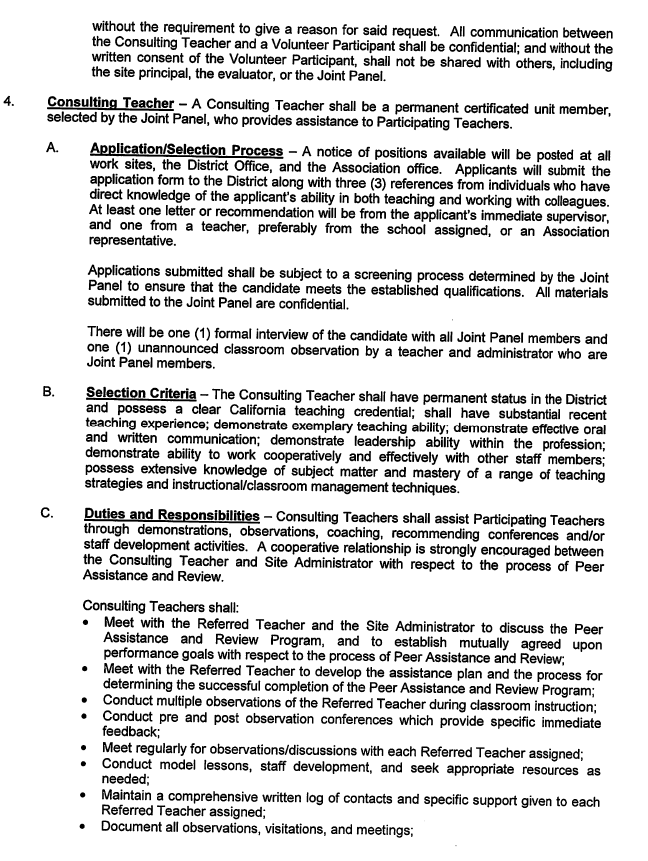 without the requirement to give a reason for said request. All communication between
the Consulting Teacher and a Volunteer Participant shall be confidential; and without the
written consent of the Volunteer Participant, shall not be shared with others, including
the site principal, the evaluator, or the Joint Panel.
4. Consulting Teacher – A Consulting Teacher shall be a permanent certificated unit member,
selected by the Joint Panel, who provides assistance to Participating Teachers.
A. Application/Selection Process – A notice of positions available will be posted at all
work sites, the District Office, and the Association office. Applicants will submit the
application form to the District along with three (3) references from individuals who have
direct knowledge of the applicant's ability in both teaching and working with colleagues.
At least one letter or recommendation will be from the applicant's immediate supervisor,
and one from a teacher, preferably from the school assigned, or an Association
representative.
Applications submitted shall be subject to a screening process determined by the Joint
Panel to ensure that the candidate meets the established qualifications. All materials
submitted to the Joint Panel are confidential.
There will be one (1) formal interview of the candidate with all Joint Panel members and
one (1) unannounced classroom observation by a teacher and administrator who are
Joint Panel members.
B. Selection Criteria – The Consulting Teacher shall have permanent status in the District
and possess a clear California teaching credential; shall have substantial recent
teaching experience; demonstrate exemplary teaching ability; demonstrate effective oral
and written communication; demonstrate leadership ability within the profession;
demonstrate ability to work cooperatively and effectively with other staff members;
possess extensive knowledge of subject matter and mastery of a range of teaching
strategies and instructional/classroom management techniques.
C. Duties and Responsibilities – Consulting Teachers shall assist Participating Teachers
through demonstrations, observations, coaching, recommending conferences and/or
staff development activities. A cooperative relationship is strongly encouraged between
the Consulting Teacher and Site Administrator with respect to the process of Peer
Assistance and Review.
Consulting Teachers shall:
• Meet with the Referred Teacher and the Site Administrator to discuss the Peer
Assistance and Review Program, and to establish mutually agreed upon
performance goals with respect to the process of Peer Assistance and Review;
• Meet with the Referred Teacher to develop the assistance plan and the process for
determining the successful completion of the Peer Assistance and Review Program;
• Conduct multiple observations of the Referred Teacher during classroom instruction;
• Conduct pre and post observation conferences which provide specific immediate
feedback;
• Meet regularly for observations/discussions with each Referred Teacher assigned;
• Conduct model lessons, staff development, and seek appropriate resources as
needed;
• Maintain a comprehensive written log of contacts and specific support given to each
Referred Teacher assigned;
• Document all observations, visitations, and meetings;